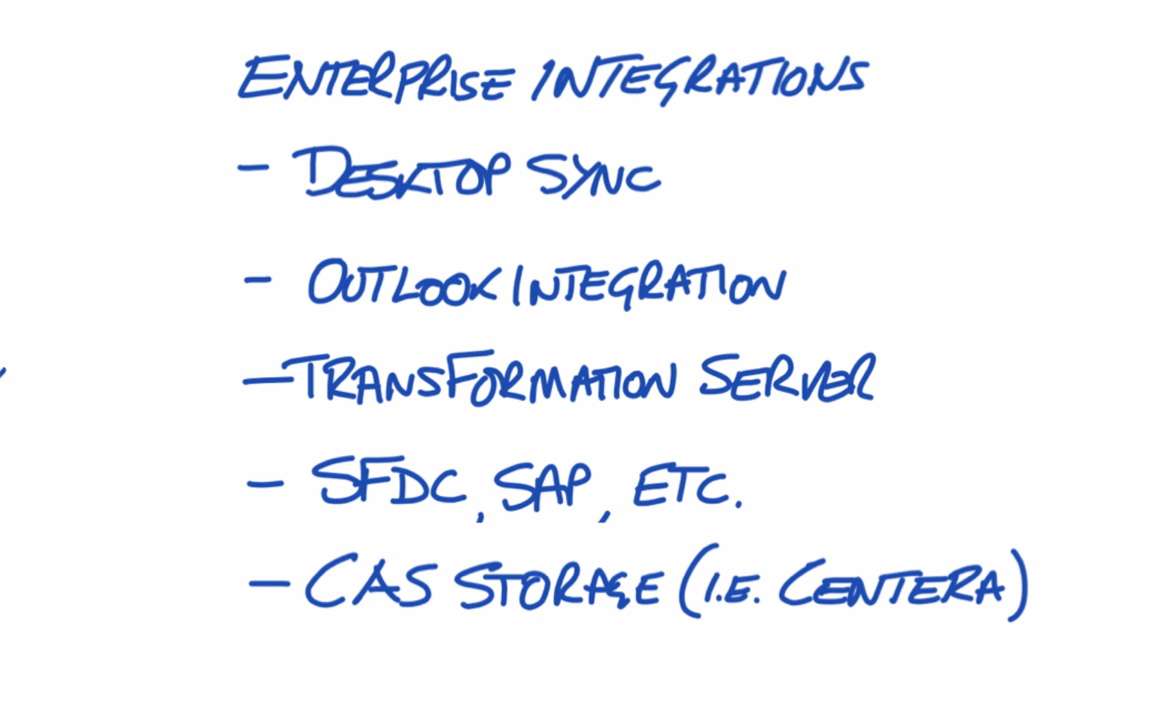 ENTERPRISE INTEGRATIONS
- DESKTOP SYNC
- OUTLOOK INTEGRATION
- TRANSFORMATION SERVER
- SFDC, SAP, ETC.
- CAS STORAGE (I.E. CENTERA)